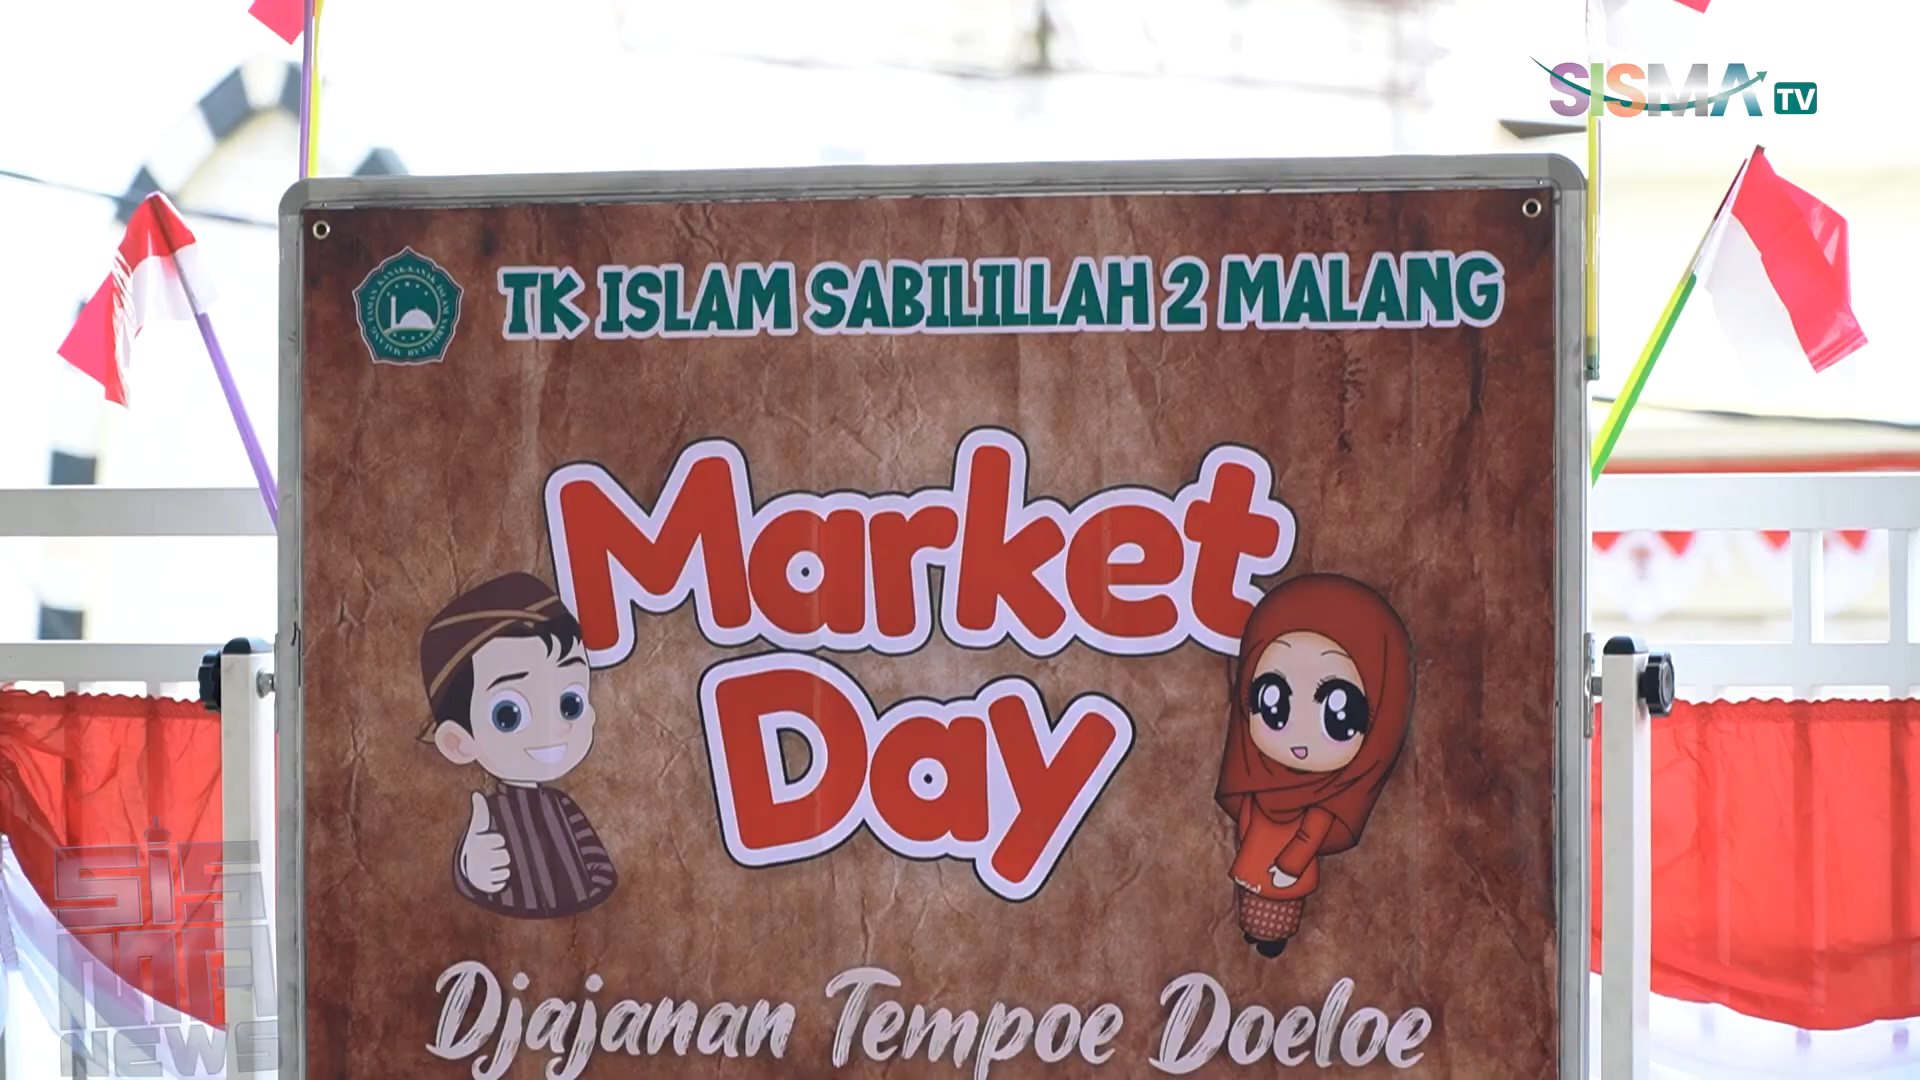 SISMA TV
TK ISLAM SABILILLAH 2 MALANG
Market
Day
Djajanan Tempoe Doeloe
SISMA
NEWS